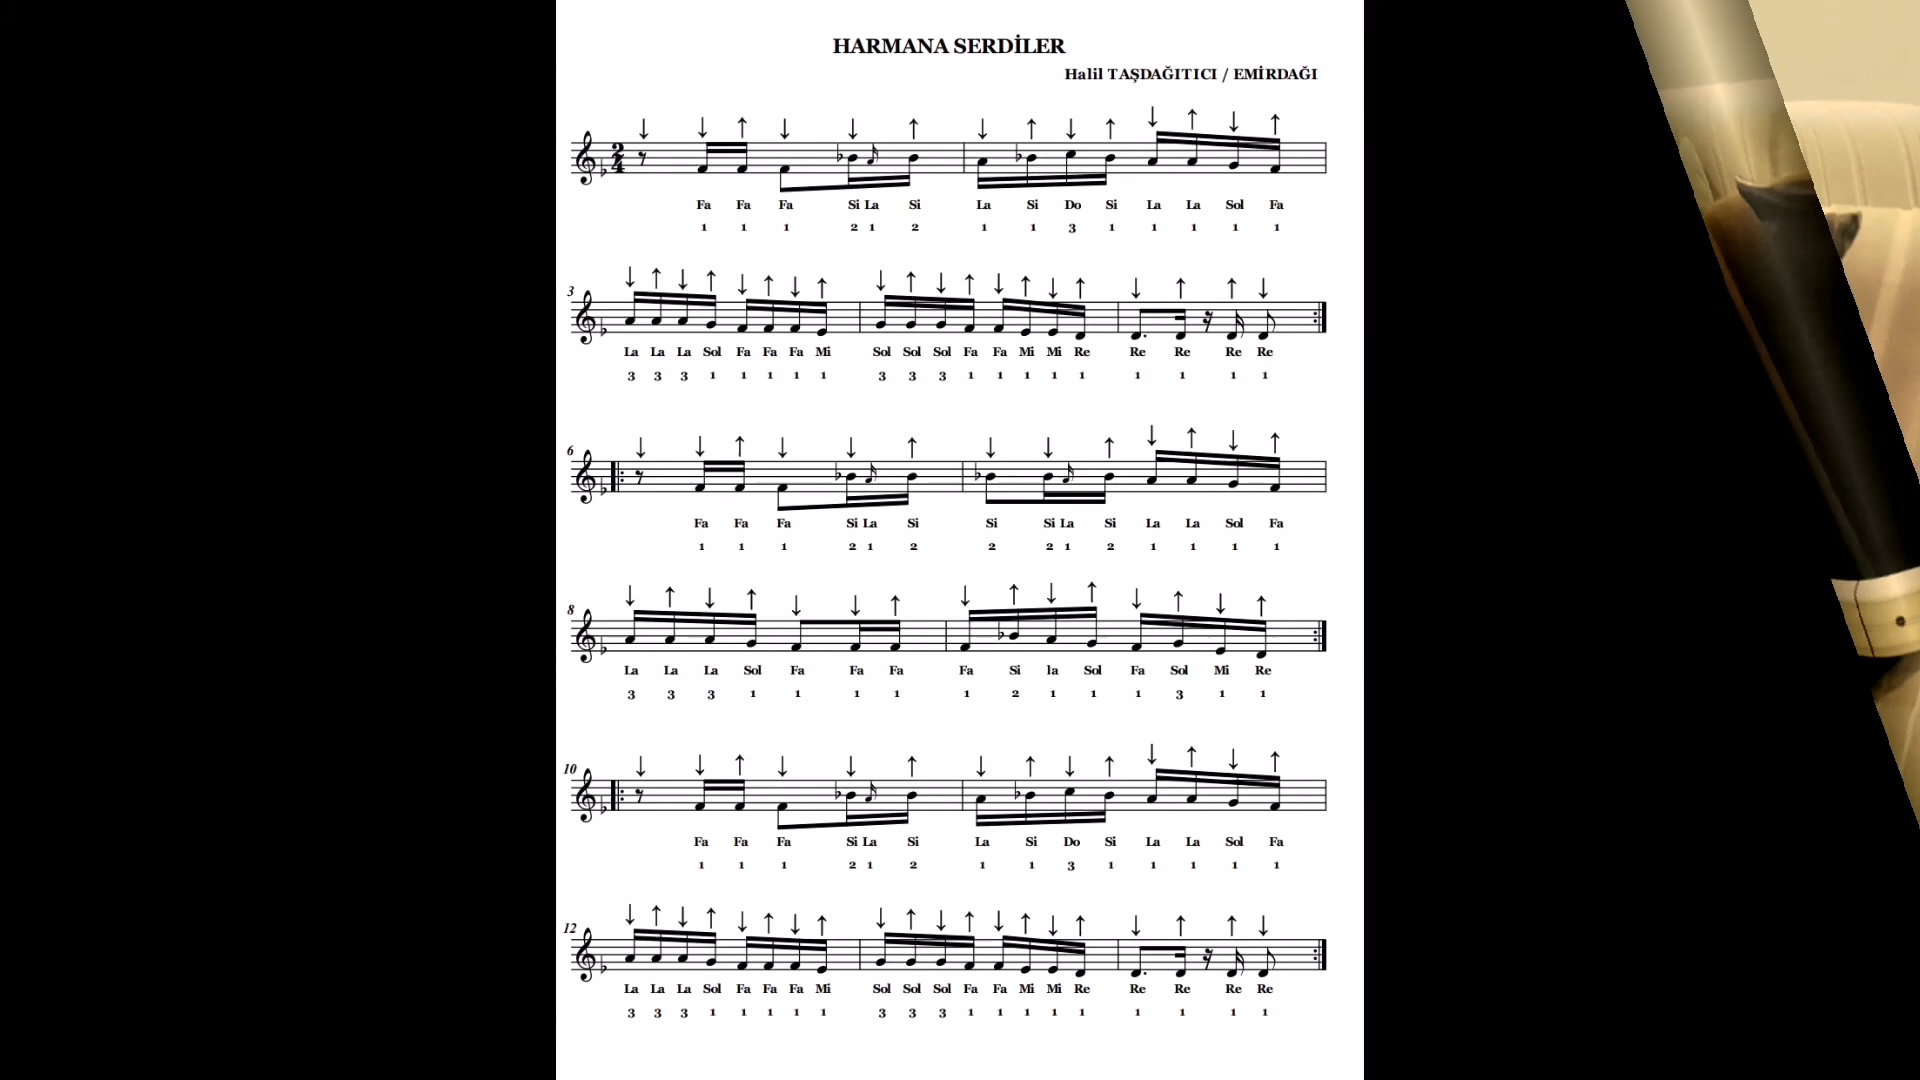 HARMANA SERDİLER
Halil TAŞDAĞITICI / EMİRDAĞI
2
4
Fa Fa Fa Si La Si La Si Do Si La La Sol Fa
1 1 1 2 1 2 1 1 3 1 1 1 1 1
3
La La La Sol Fa Fa Fa Mi Sol Sol Sol Fa Fa Mi Mi Re Re Re Re Re
3 3 3 1 1 1 1 1 3 3 3 1 1 1 1 1 1 1 1 1
6
Fa Fa Fa Si La Si Si Si La Si La La Sol Fa
1 1 1 2 1 2 2 2 1 2 1 1 1 1
8
La La La Sol Fa Fa Fa Fa Si la Sol Fa Sol Mi Re
3 3 3 1 1 1 1 1 2 1 1 1 3 1 1
10
Fa Fa Fa Si La Si La Si Do Si La La Sol Fa
1 1 1 2 1 2 1 1 3 1 1 1 1 1
12
La La La Sol Fa Fa Fa Mi Sol Sol Sol Fa Fa Mi Mi Re Re Re Re Re
3 3 3 1 1 1 1 1 3 3 3 1 1 1 1 1 1 1 1 1